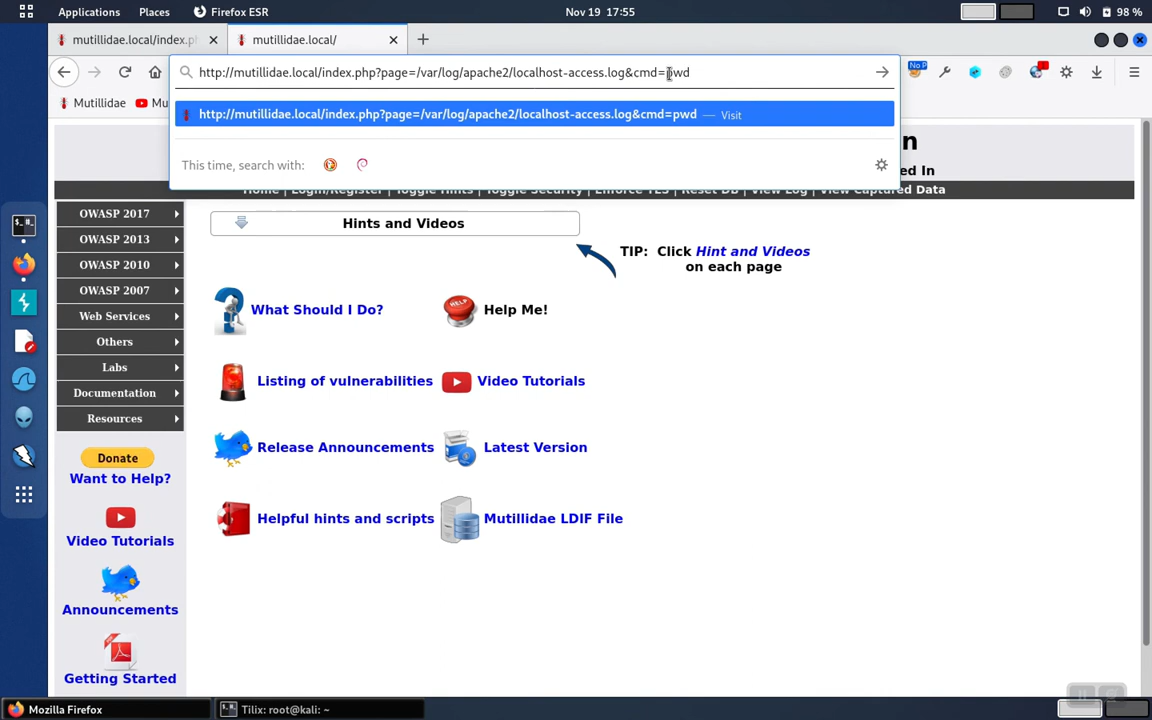 Applications Places Firefox ESR Nov 19 17:55 98 %
mutillidae.local/index.p mutillidae.local/
http://mutillidae.local/index.php?page=/var/log/apache2/localhost-access.log&cmd=pwd
Mutillidae
http://mutillidae.local/index.php?page=/var/log/apache2/localhost-access.log&cmd=pwd — Visit
This time, search with:
ed In
Home | Login/Register | Toggle Hints | Toggle Security | Enforce TLS | Reset DB | View Log | View Captured Data
OWASP 2017
OWASP 2013
OWASP 2010
OWASP 2007
Web Services
Others
Labs
Documentation
Resources
Donate
Want to Help?
Video Tutorials
Announcements
Getting Started
Hints and Videos
TIP: Click Hint and Videos
on each page
What Should I Do? Help Me!
Listing of vulnerabilities Video Tutorials
Release Announcements Latest Version
Helpful hints and scripts Mutillidae LDIF File
Mozilla Firefox Tilix: root@kali: ~